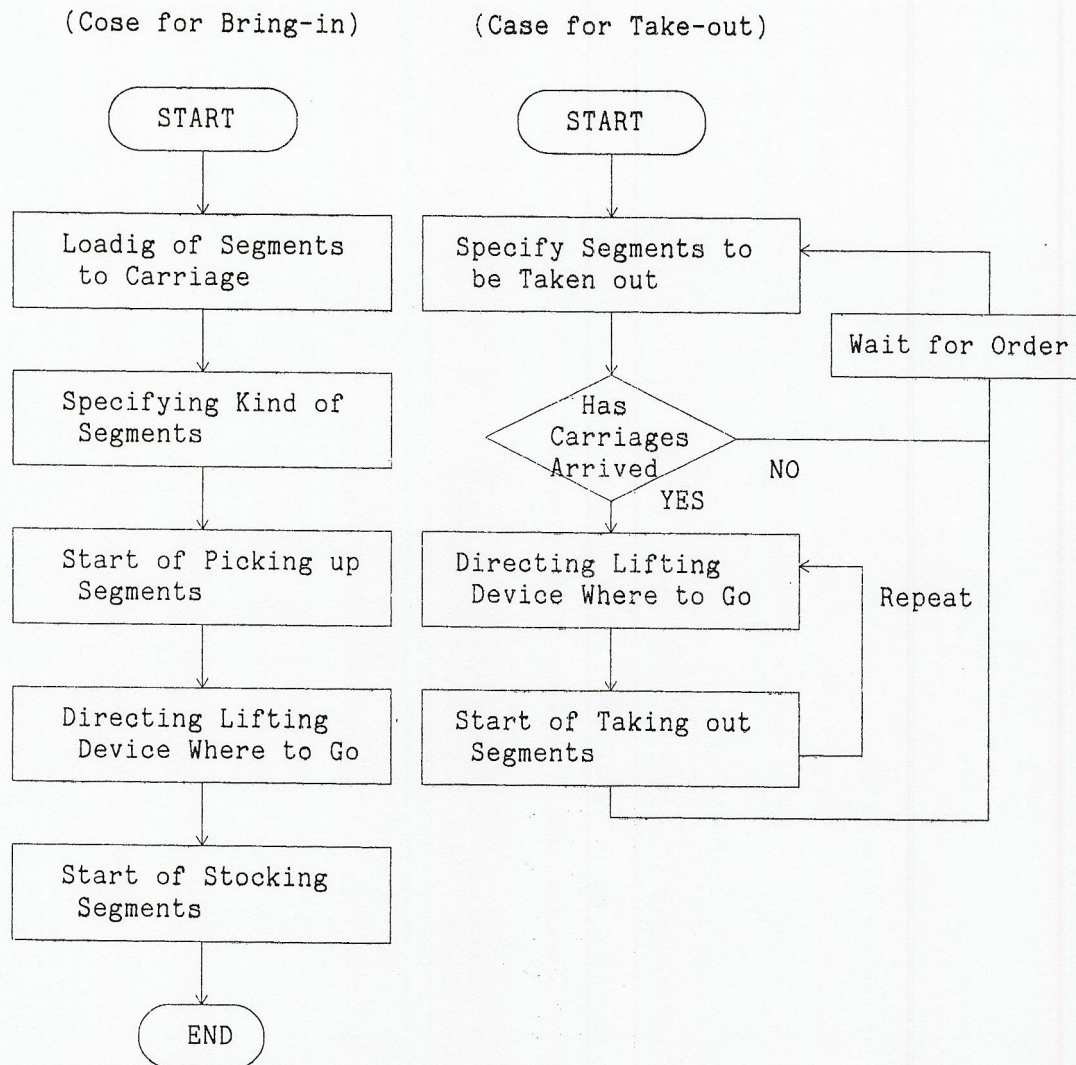 (Cose for Bring-in)
START
Loadig of Segments
to Carriage
Specifying Kind of
Segments
Start of Picking up
Segments
Directing Lifting
Device Where to Go
Start of Stocking
Segments
END
(Case for Take-out)
START
Specify Segments to
be Taken out
Wait for Order
Has
Carriages
Arrived
NO
YES
Directing Lifting
Device Where to Go
Repeat
Start of Taking out
Segments